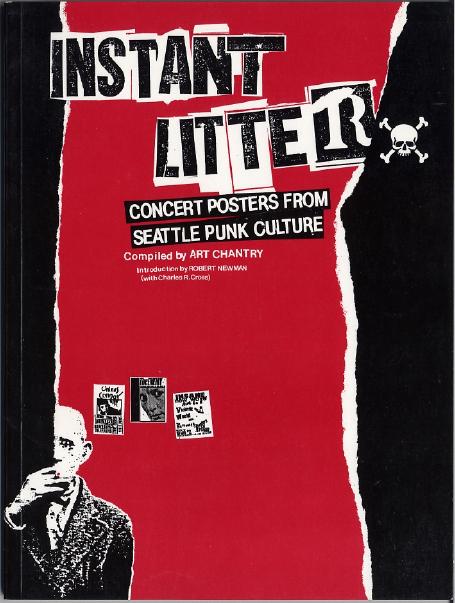 INSTANT
LITTER
CONCERT POSTERS FROM
SEATTLE PUNK CULTURE
Compiled by ART CHANTRY
Introduction by ROBERT NEWMAN
(with Charles R. Cross)